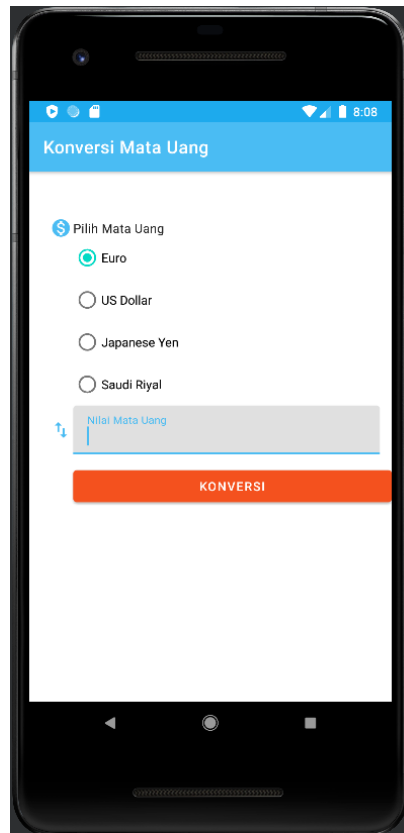 8:08
Konversi Mata Uang
Pilih Mata Uang
Euro
US Dollar
Japanese Yen
Saudi Riyal
Nilai Mata Uang
KONVERSI